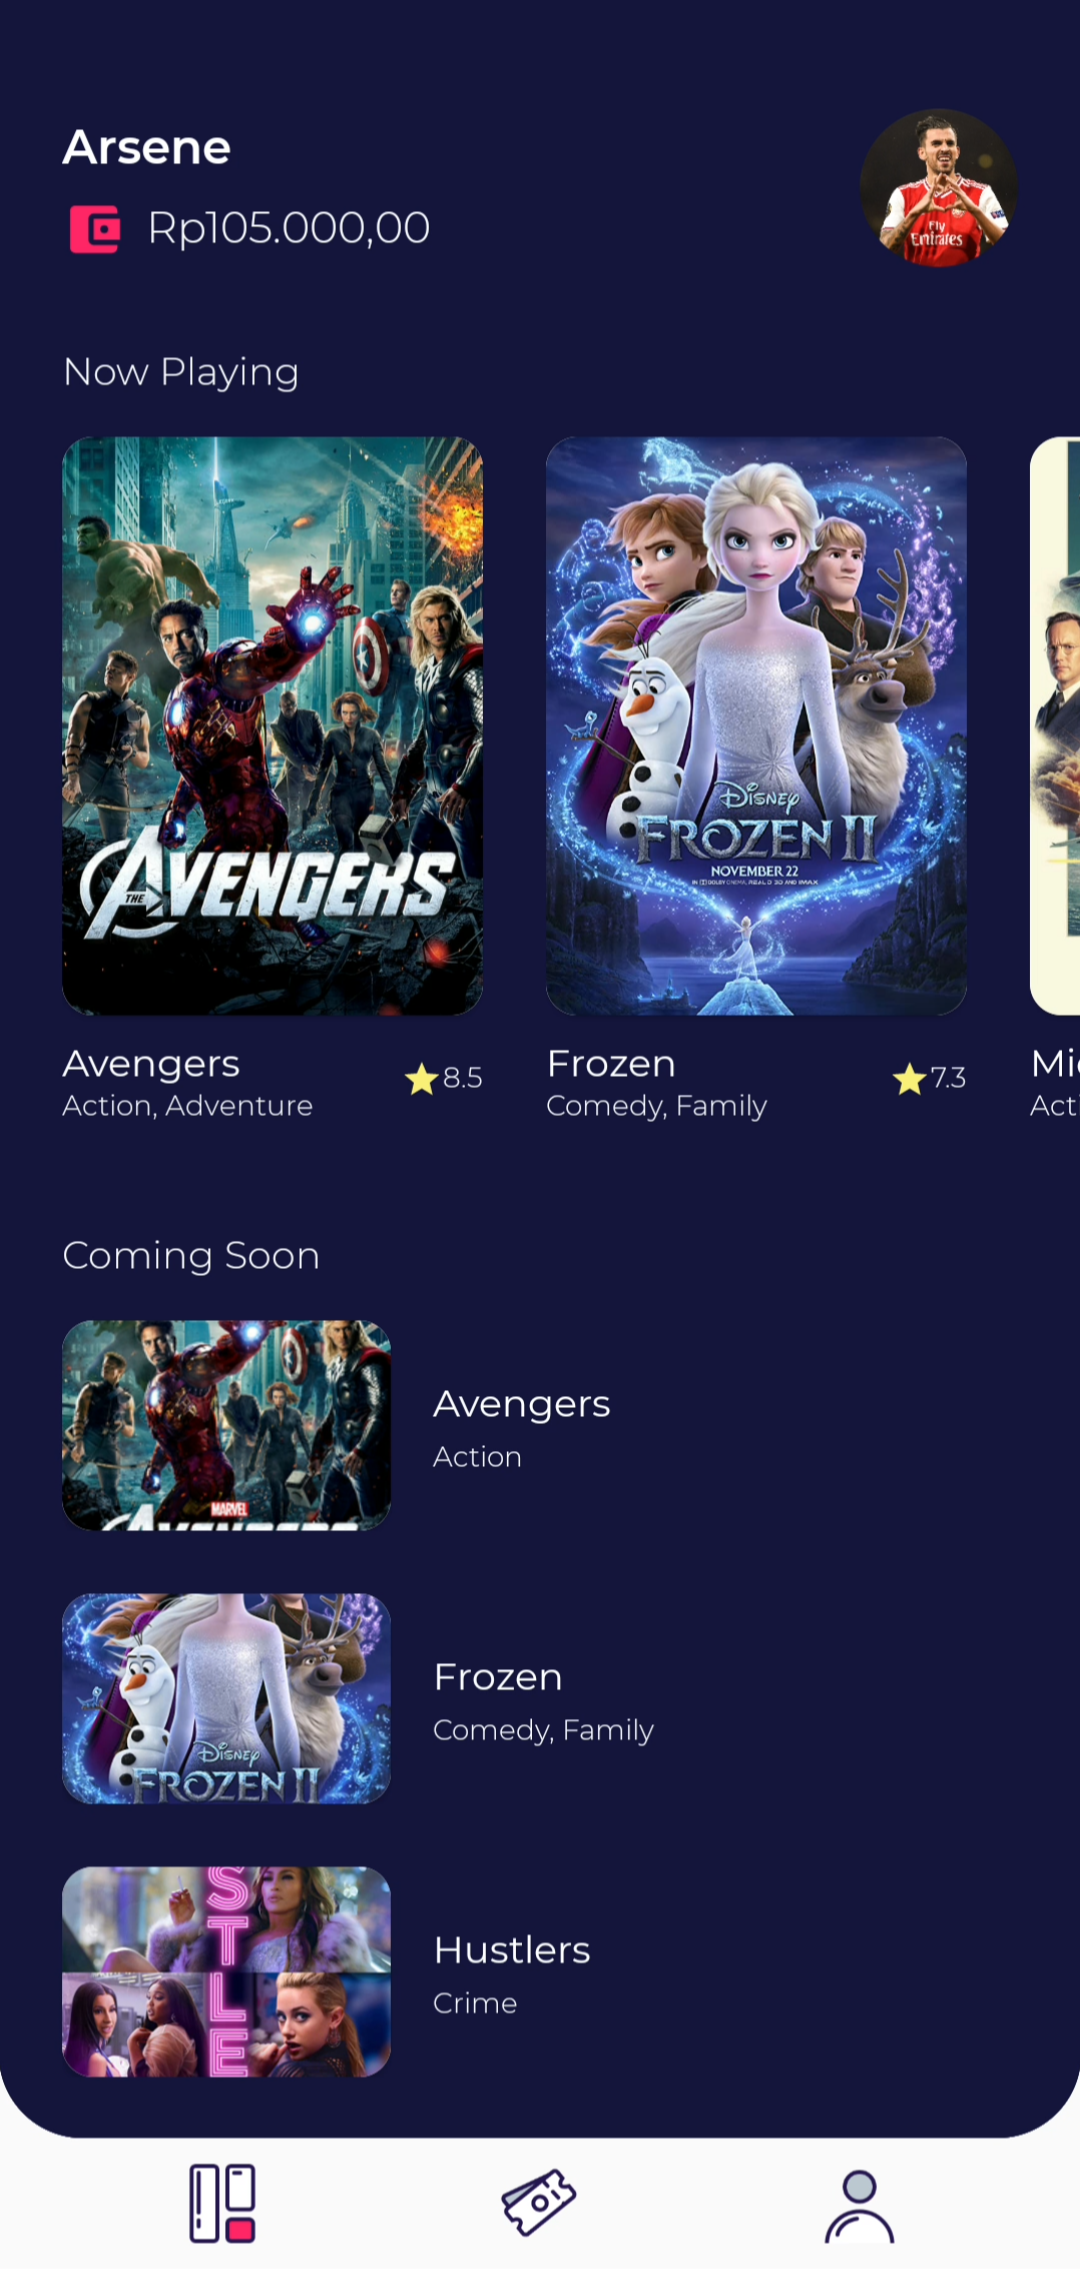 Arsene
Rp105.000,00
Fly
Emirates
Now Playing
THE AVENGERS
DISNEY
FROZEN II
NOVEMBER 22
Avengers
8.5
Action, Adventure
Frozen
7.3
Comedy, Family
Coming Soon
MARVEL
AVENGERS
Avengers
Action
DISNEY
FROZEN II
Frozen
Comedy, Family
STLE
Hustlers
Crime